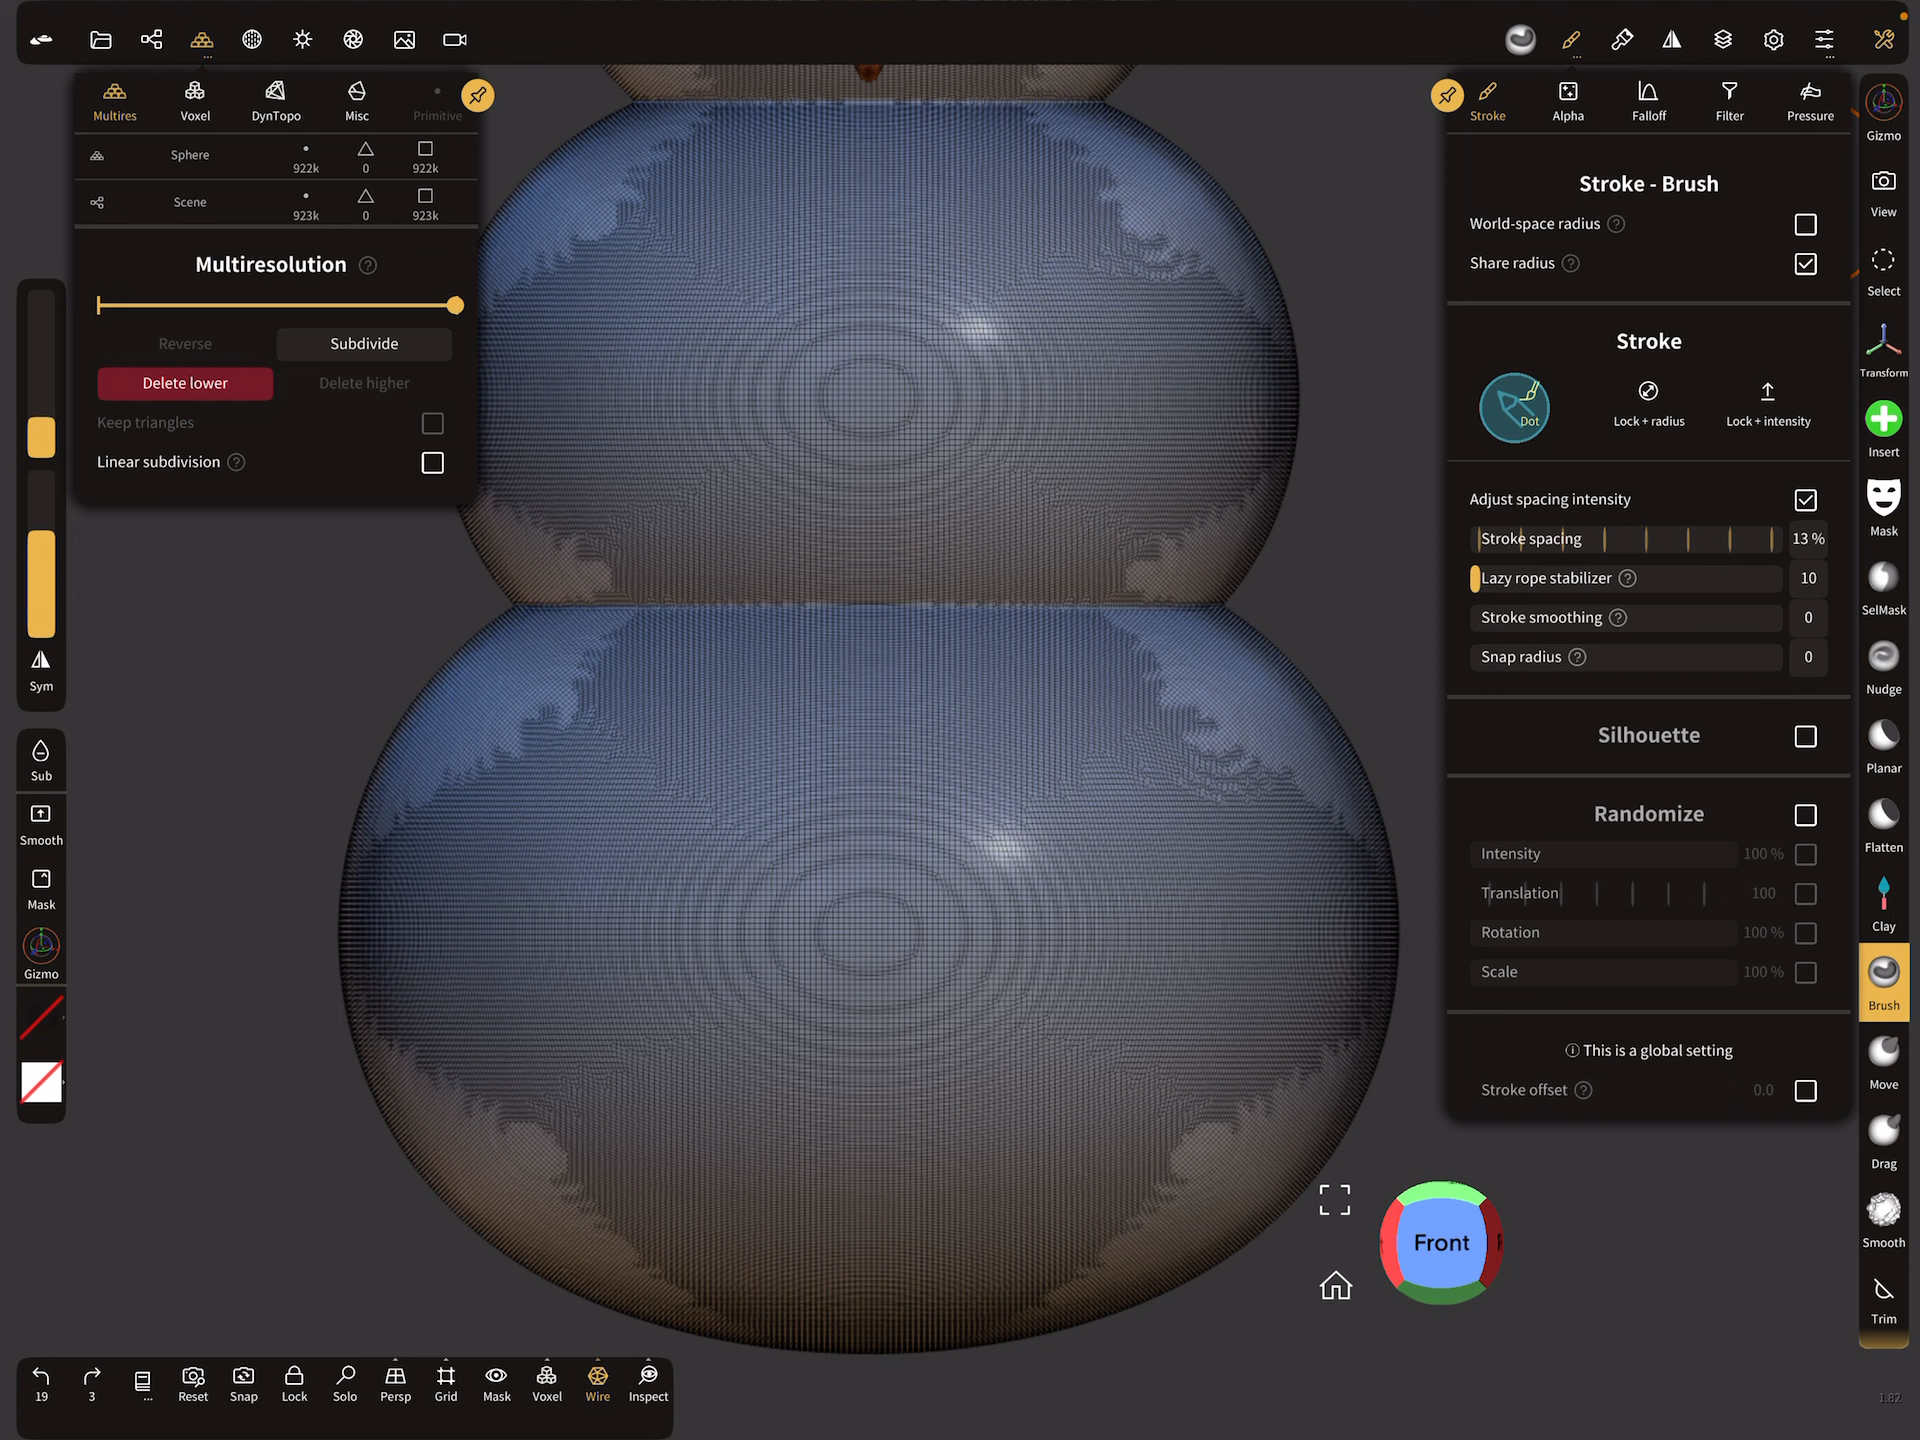 Multires
Voxel
DynTopo
Misc
Primitive
Sphere
922k
0
922k
Scene
923k
0
923k
Multiresolution ?
Reverse
Subdivide
Delete lower
Delete higher
Keep triangles
Linear subdivision ?
Sym
Sub
Smooth
Mask
Gizmo
Stroke
Alpha
Falloff
Filter
Pressure
Stroke - Brush
World-space radius ?
Share radius ?
Stroke
Dot
Lock + radius
Lock + intensity
Adjust spacing intensity
Stroke spacing 13 %
Lazy rope stabilizer ? 10
Stroke smoothing ? 0
Snap radius ? 0
Silhouette
Randomize
Intensity 100 %
Translation 100
Rotation 100 %
Scale 100 %
This is a global setting
Stroke offset ? 0.0
Gizmo
View
Select
Transform
Insert
Mask
SelMask
Nudge
Planar
Flatten
Clay
Brush
Move
Drag
Smooth
Trim
Front
19
3
...
Reset
Snap
Lock
Solo
Persp
Grid
Mask
Voxel
Wire
Inspect
1.82